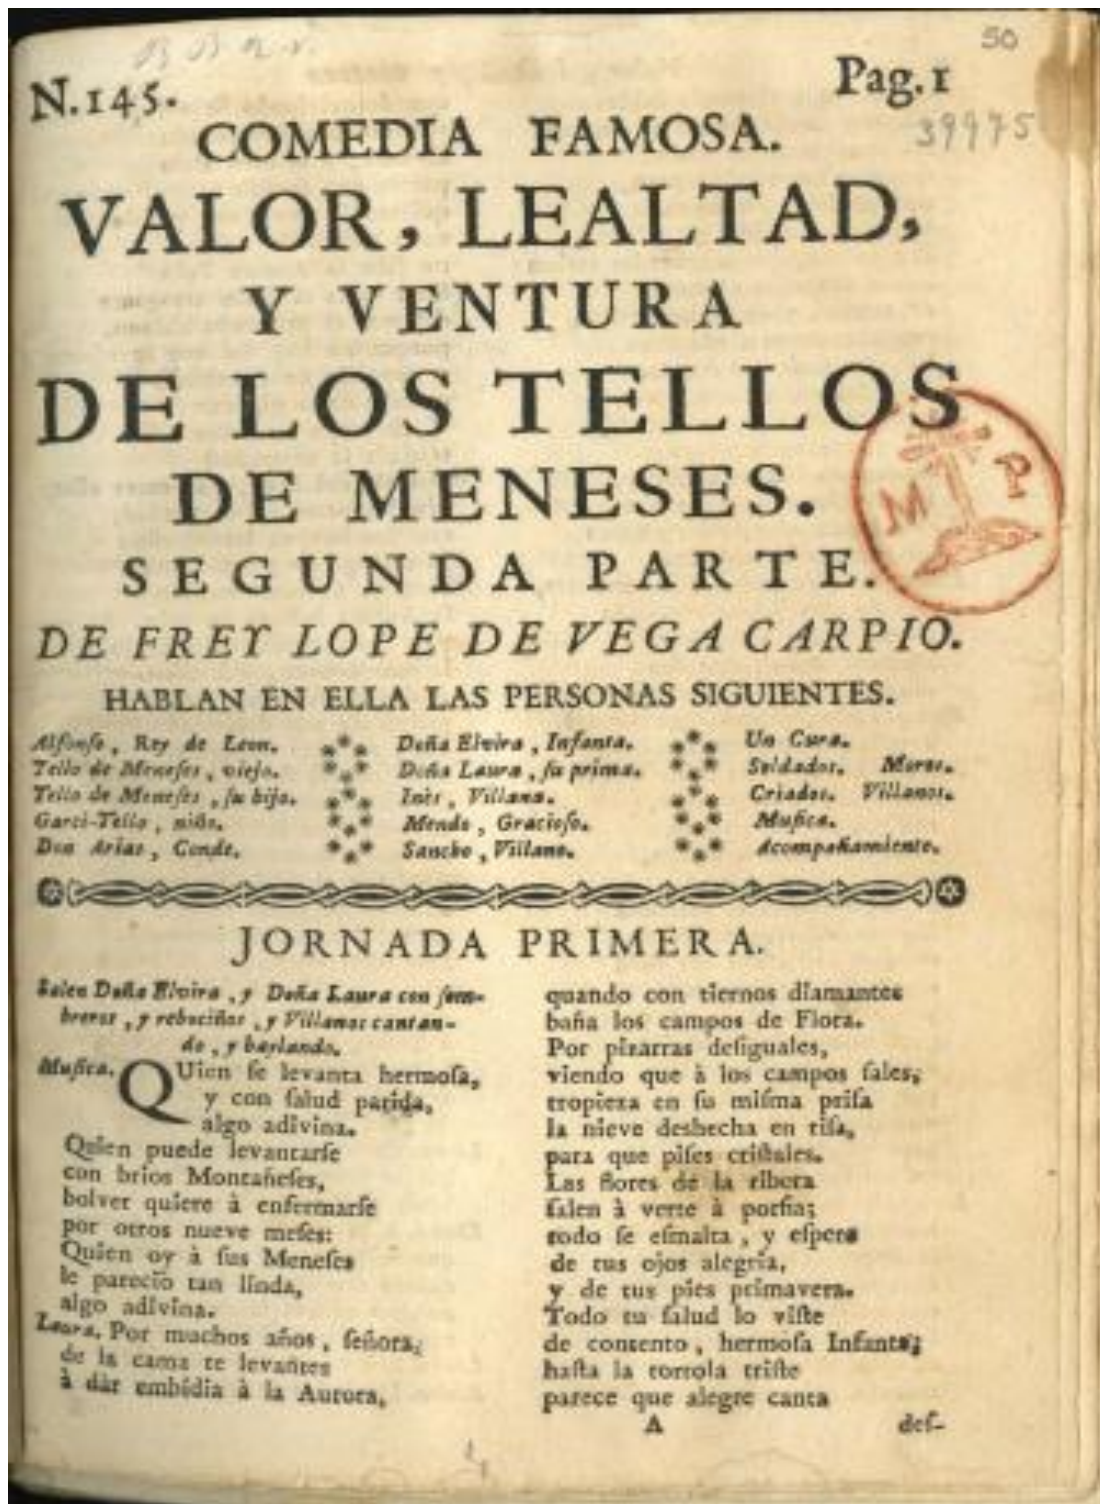 50
N.145.
Pag. 1
39975
COMEDIA FAMOSA.
VALOR, LEALTAD,
Y VENTURA
DE LOS TELLOS
DE MENESES.
M P
SEGUNDA PARTE.
DE FREY LOPE DE VEGA CARPIO.
HABLAN EN ELLA LAS PERSONAS SIGUIENTES.
Alfonſo, Rey de Leon.
Tello de Meneſes, viejo.
Tello de Meneſes, ſu hijo.
Garci-Tello, niño.
Don Arias, Conde.
Doña Elvira, Infanta.
Doña Laura, ſu prima.
Inès, Villana.
Mendo, Gracioſo.
Sancho, Villano.
Un Cura.
Soldados. Moros.
Criados. Villanos.
Muſica.
Acompañamiento.
JORNADA PRIMERA.
Salen Doña Elvira, y Doña Laura con ſom-
breros, y rebociños, y Villanos cantan-
do, y baylando.
Muſica. QUien ſe levanta hermoſa,
y con ſalud parida,
algo adivina.
Quien puede levantarſe
con brios Montañeſes,
bolver quiere à enfermarſe
por otros nueve meſes:
Quien oy à ſus Meneſes
le pareciò tan linda,
algo adivina.
Laura. Por muchos años, ſeñora,
de la cama te levantes
à dàr embidia à la Aurora,
quando con tiernos diamantes
baña los campos de Flora.
Por pizarras deſiguales,
viendo que à los campos ſales,
tropieza en ſu miſma priſa
la nieve deshecha en riſa,
para que piſes criſtales.
Las flores de la ribera
ſalen à verte à porfia;
todo ſe eſmalta, y eſpera
de tus ojos alegria,
y de tus pies primavera.
Todo tu ſalud lo viſte
de contento, hermoſa Infanta;
haſta la tortola triſte
parece que alegre canta
A
deſ-